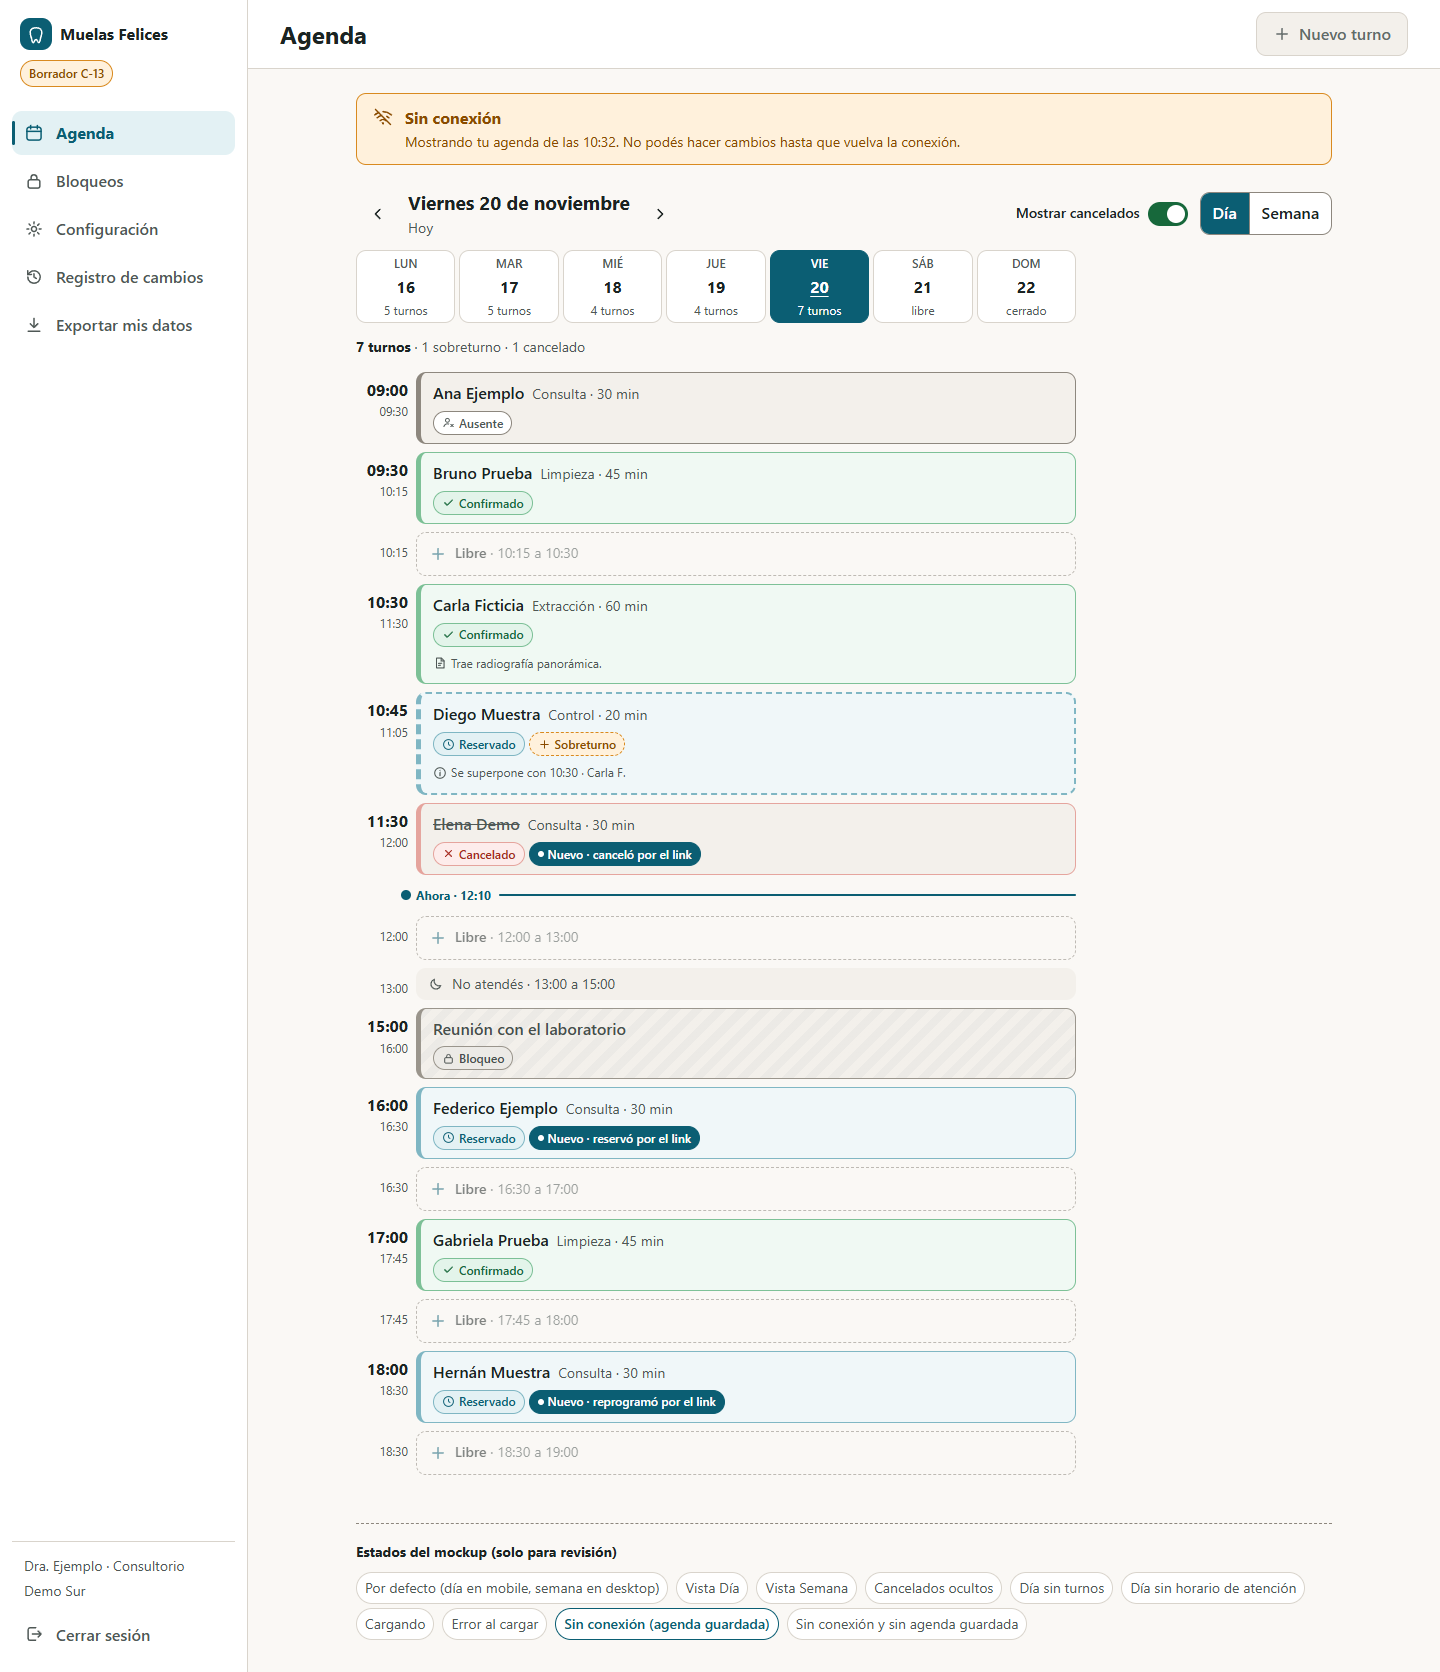 Muelas Felices
Borrador C-13
Agenda
Bloqueos
Configuración
Registro de cambios
Exportar mis datos
Dra. Ejemplo · Consultorio
Demo Sur
Cerrar sesión
Agenda
Nuevo turno
Sin conexión
Mostrando tu agenda de las 10:32. No podés hacer cambios hasta que vuelva la conexión.
Viernes 20 de noviembre
Hoy
Mostrar cancelados
Día Semana
LUN MAR MIÉ JUE VIE SÁB DOM
16 17 18 19 20 21 22
5 turnos 5 turnos 4 turnos 4 turnos 7 turnos libre cerrado
7 turnos · 1 sobreturno · 1 cancelado
09:00 Ana Ejemplo Consulta · 30 min
09:30 Ausente
09:30 Bruno Prueba Limpieza · 45 min
10:15 Confirmado
10:15 Libre · 10:15 a 10:30
10:30 Carla Ficticia Extracción · 60 min
11:30 Confirmado
Trae radiografía panorámica.
10:45 Diego Muestra Control · 20 min
11:05 Reservado Sobreturno
Se superpone con 10:30 · Carla F.
11:30 Elena Demo Consulta · 30 min
12:00 Cancelado Nuevo · canceló por el link
Ahora · 12:10
12:00 Libre · 12:00 a 13:00
13:00 No atendés · 13:00 a 15:00
15:00 Reunión con el laboratorio
16:00 Bloqueo
16:00 Federico Ejemplo Consulta · 30 min
16:30 Reservado Nuevo · reservó por el link
16:30 Libre · 16:30 a 17:00
17:00 Gabriela Prueba Limpieza · 45 min
17:45 Confirmado
17:45 Libre · 17:45 a 18:00
18:00 Hernán Muestra Consulta · 30 min
18:30 Reservado Nuevo · reprogramó por el link
18:30 Libre · 18:30 a 19:00
Estados del mockup (solo para revisión)
Por defecto (día en mobile, semana en desktop) Vista Día Vista Semana Cancelados ocultos Día sin turnos Día sin horario de atención
Cargando Error al cargar Sin conexión (agenda guardada) Sin conexión y sin agenda guardada